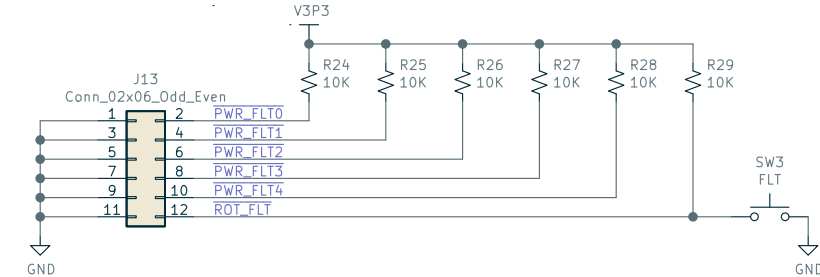 V3P3
R24 R25 R26 R27 R28 R29
10K 10K 10K 10K 10K 10K
J13
Conn_02x06_Odd_Even
1 2 PWR_FLT0
3 4 PWR_FLT1
5 6 PWR_FLT2
7 8 PWR_FLT3
9 10 PWR_FLT4
11 12 ROT_FLT
SW3
FLT
GND GND